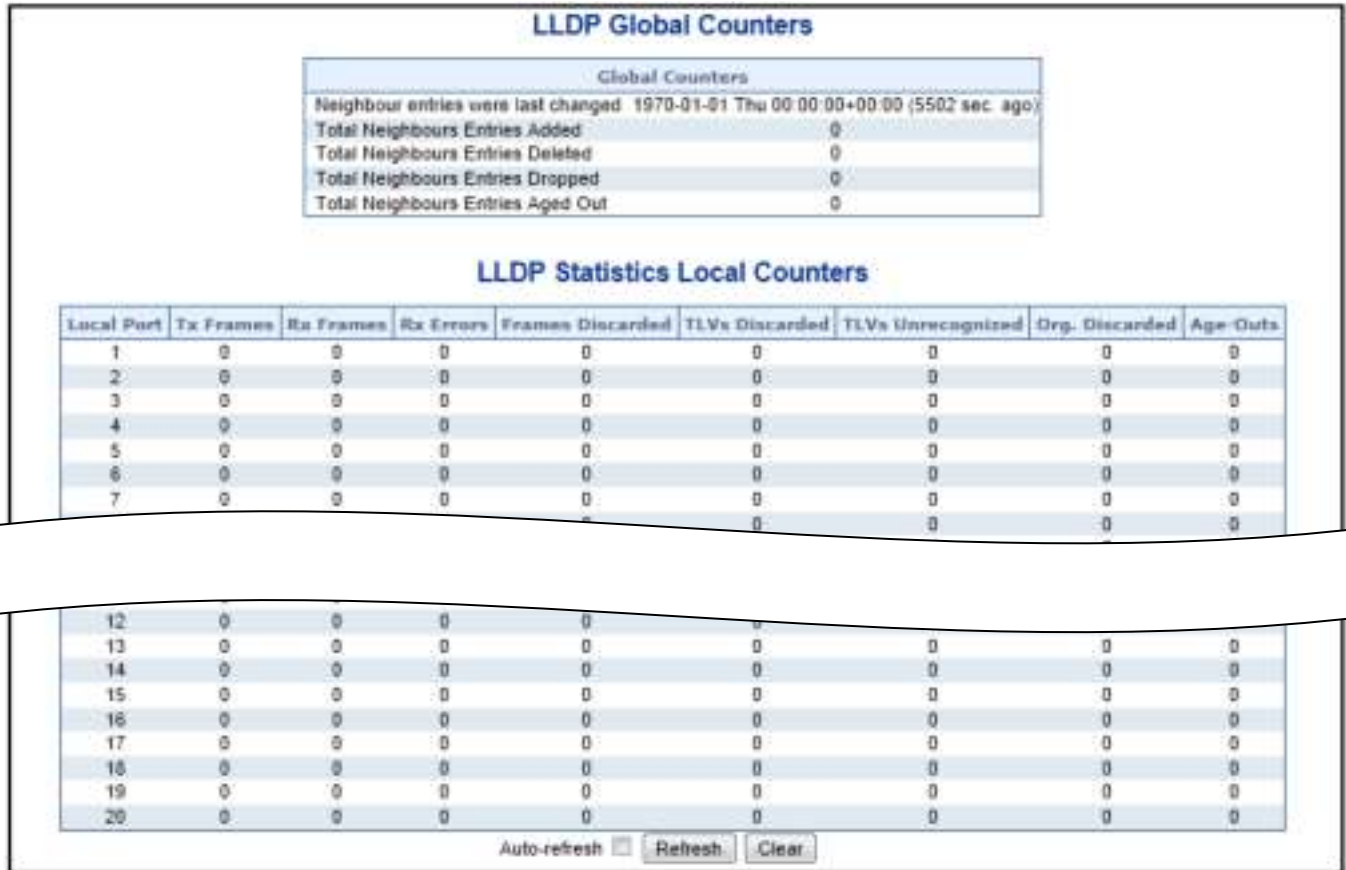 LLDP Global Counters
Global Counters
Neighbour entries were last changed 1970-01-01 Thu 00:00:00+00:00 (5502 sec. ago)
Total Neighbours Entries Added 0
Total Neighbours Entries Deleted 0
Total Neighbours Entries Dropped 0
Total Neighbours Entries Aged Out 0
LLDP Statistics Local Counters
Local Port Tx Frames Rx Frames Rx Errors Frames Discarded TLVs Discarded TLVs Unrecognized Org. Discarded Age-Outs
1 0 0 0 0 0 0 0 0
2 0 0 0 0 0 0 0 0
3 0 0 0 0 0 0 0 0
4 0 0 0 0 0 0 0 0
5 0 0 0 0 0 0 0 0
6 0 0 0 0 0 0 0 0
7 0 0 0 0 0 0 0 0
0 0 0 0
12 0 0 0 0
13 0 0 0 0 0 0 0 0
14 0 0 0 0 0 0 0 0
15 0 0 0 0 0 0 0 0
16 0 0 0 0 0 0 0 0
17 0 0 0 0 0 0 0 0
18 0 0 0 0 0 0 0 0
19 0 0 0 0 0 0 0 0
20 0 0 0 0 0 0 0 0
Auto-refresh Refresh Clear